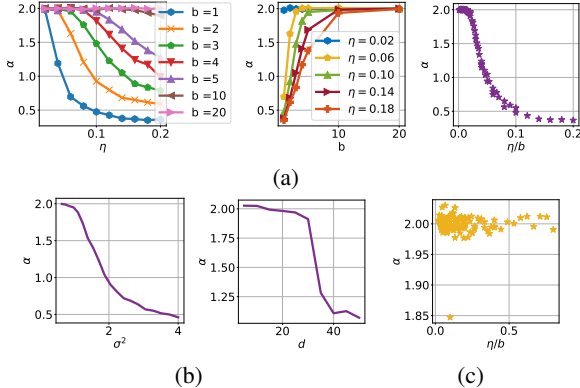 2.0
1.5
1.0
0.5
α
0.1
0.2
η
b =1
b =2
b =3
b =4
b =5
b =10
b =20
2.0
1.5
1.0
0.5
α
10
20
b
η = 0.02
η = 0.06
η = 0.10
η = 0.14
η = 0.18
2.0
1.5
1.0
0.5
α
0.0
0.1
0.2
η/b
(a)
2.0
1.5
1.0
0.5
α
2
4
σ²
2.00
1.75
1.50
1.25
α
20
40
d
(b)
2.00
1.95
1.90
1.85
α
0.0
0.5
η/b
(c)